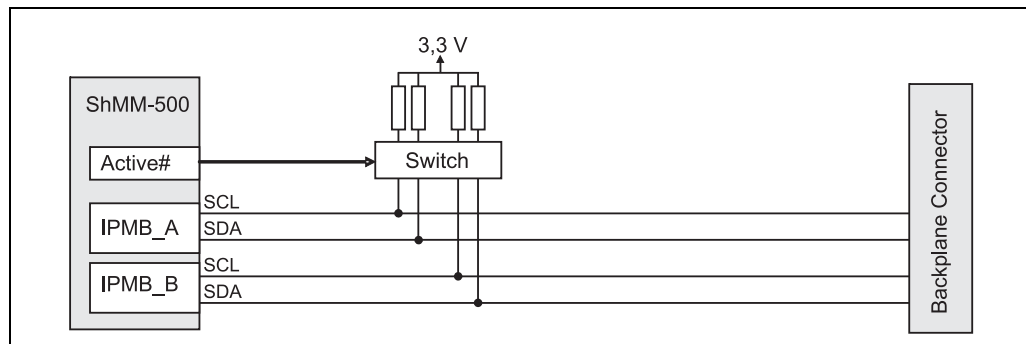 3,3 V
ShMM-500
Active#
Switch
SCL
IPMB_A
SDA
SCL
IPMB_B
SDA
Backplane Connector